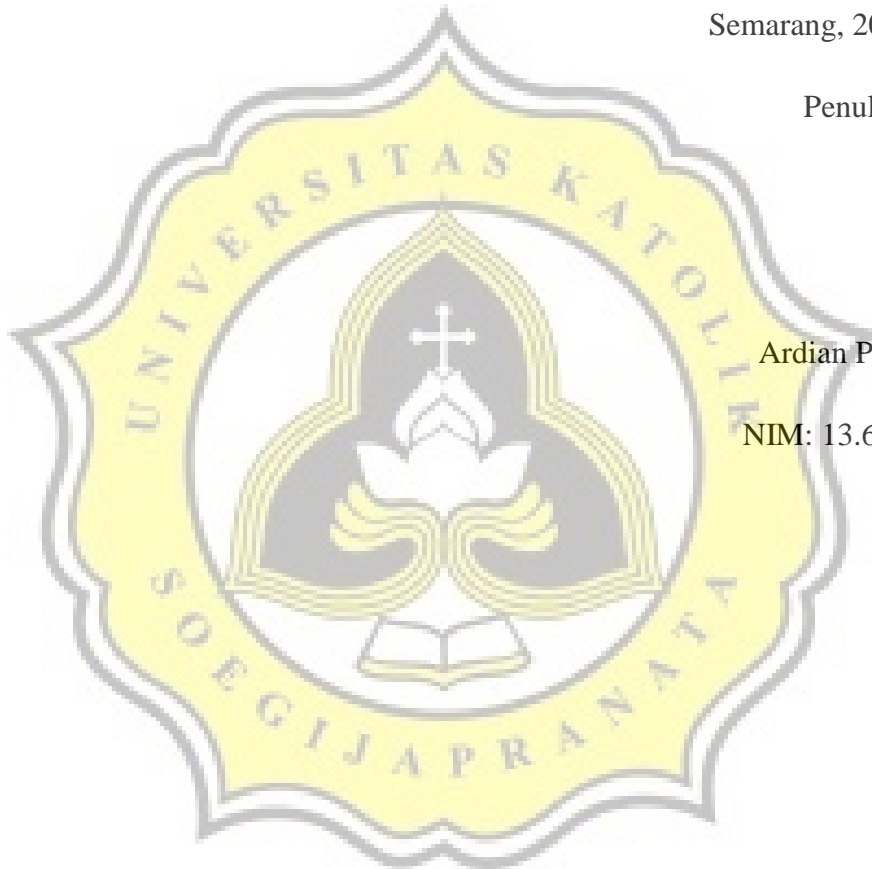 Semarang, 20
Penul
UNIVERSITAS KATOLIK
Ardian P
NIM: 13.6
SOEGIJAPRANATA